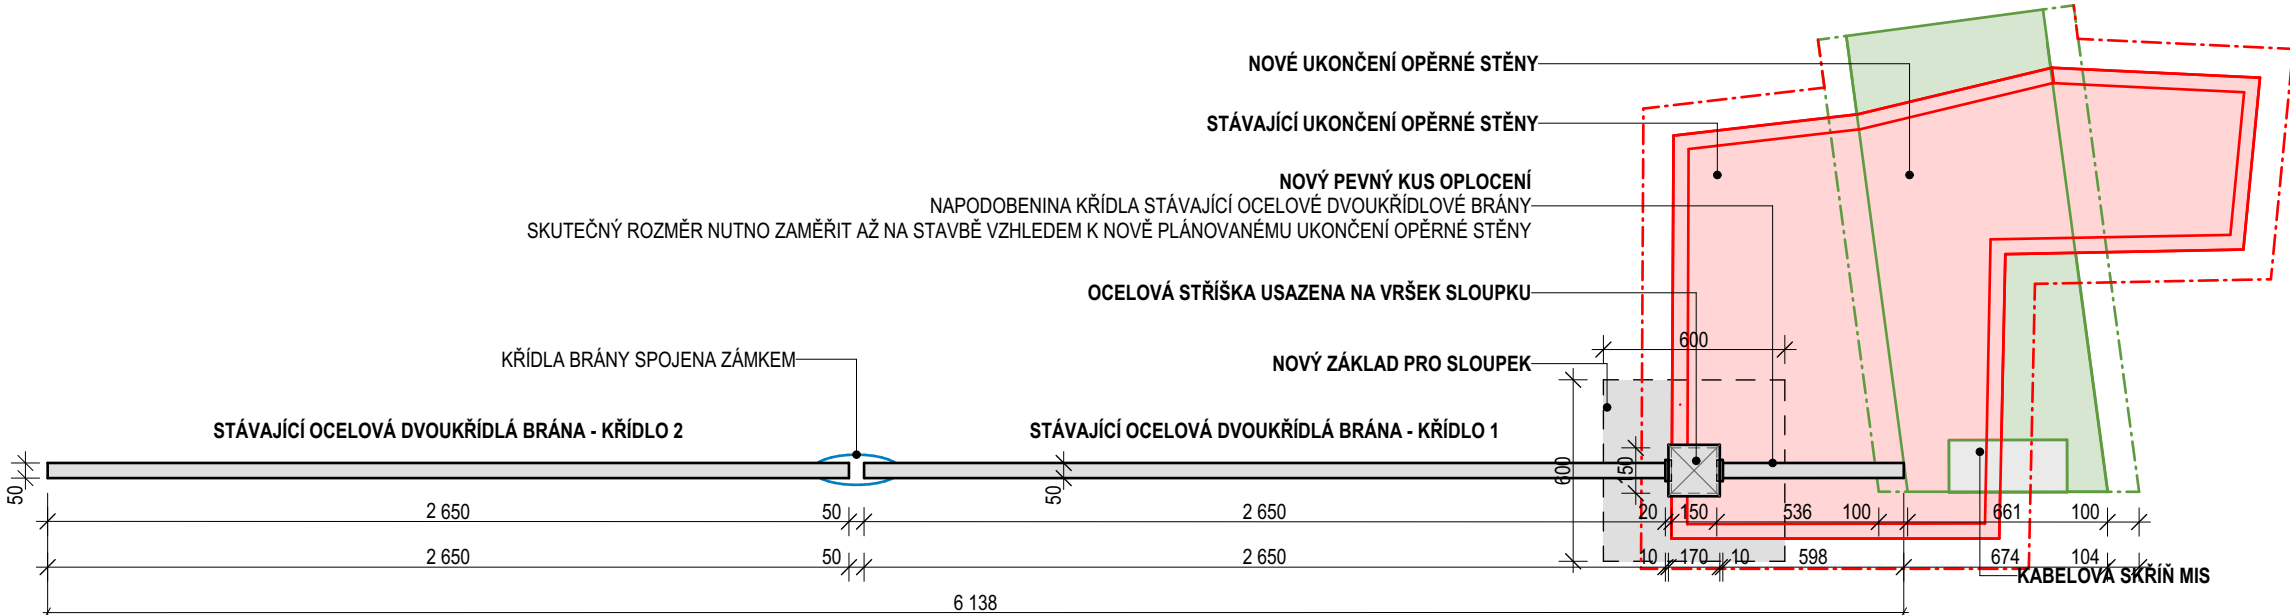 NOVÉ UKONČENÍ OPĚRNÉ STĚNY
STÁVAJÍCÍ UKONČENÍ OPĚRNÉ STĚNY
NOVÝ PEVNÝ KUS OPLOCENÍ
NAPODOBENINA KŘÍDLA STÁVAJÍCÍ OCELOVÉ DVOUKŘÍDLOVÉ BRÁNY
SKUTEČNÝ ROZMĚR NUTNO ZAMĚŘIT AŽ NA STAVBĚ VZHLEDEM K NOVĚ PLÁNOVANÉMU UKONČENÍ OPĚRNÉ STĚNY
OCELOVÁ STŘÍŠKA USAZENA NA VRŠEK SLOUPKU
600
KŘÍDLA BRÁNY SPOJENA ZÁMKEM
NOVÝ ZÁKLAD PRO SLOUPEK
STÁVAJÍCÍ OCELOVÁ DVOUKŘÍDLÁ BRÁNA - KŘÍDLO 2
STÁVAJÍCÍ OCELOVÁ DVOUKŘÍDLÁ BRÁNA - KŘÍDLO 1
50
50
600
150
2 650 50 2 650 20 150 536 100 661 100
2 650 50 2 650 10 170 10 598 674 104
KABELOVÁ SKŘÍŇ MIS
6 138